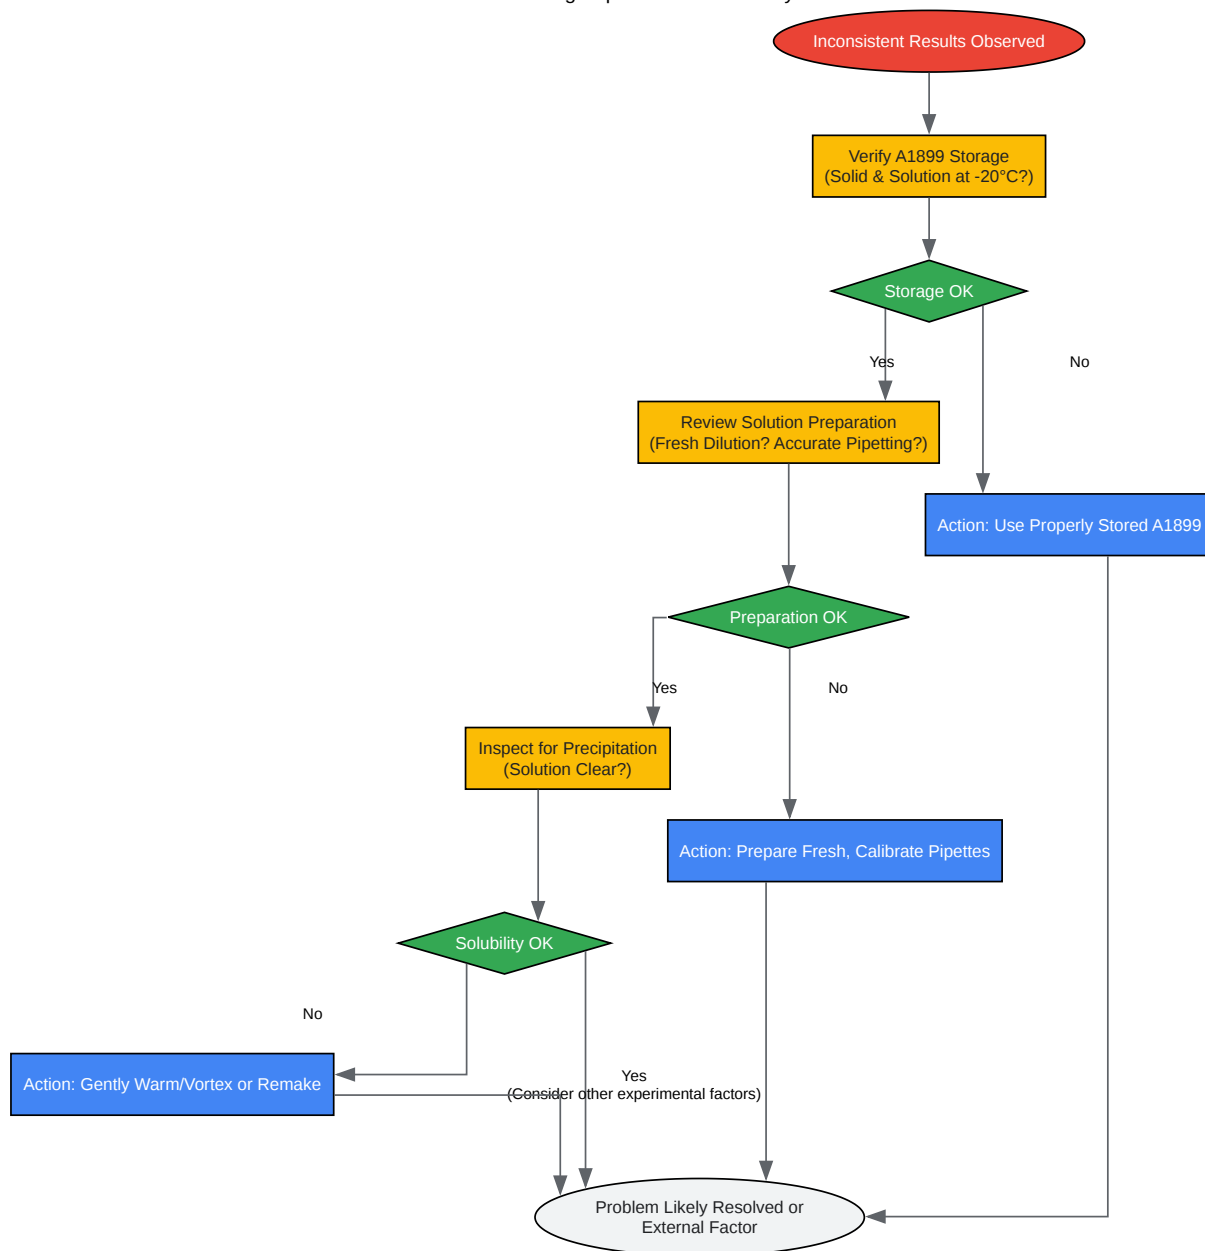 Inconsistent Results Observed
Verify A1899 Storage
(Solid & Solution at -20°C?)
Storage OK
Yes
No
Review Solution Preparation
(Fresh Dilution? Accurate Pipetting?)
Action: Use Properly Stored A1899
Preparation OK
Yes
No
Inspect for Precipitation
(Solution Clear?)
Action: Prepare Fresh, Calibrate Pipettes
Solubility OK
No
Yes
(Consider other experimental factors)
Action: Gently Warm/Vortex or Remake
Problem Likely Resolved or
External Factor